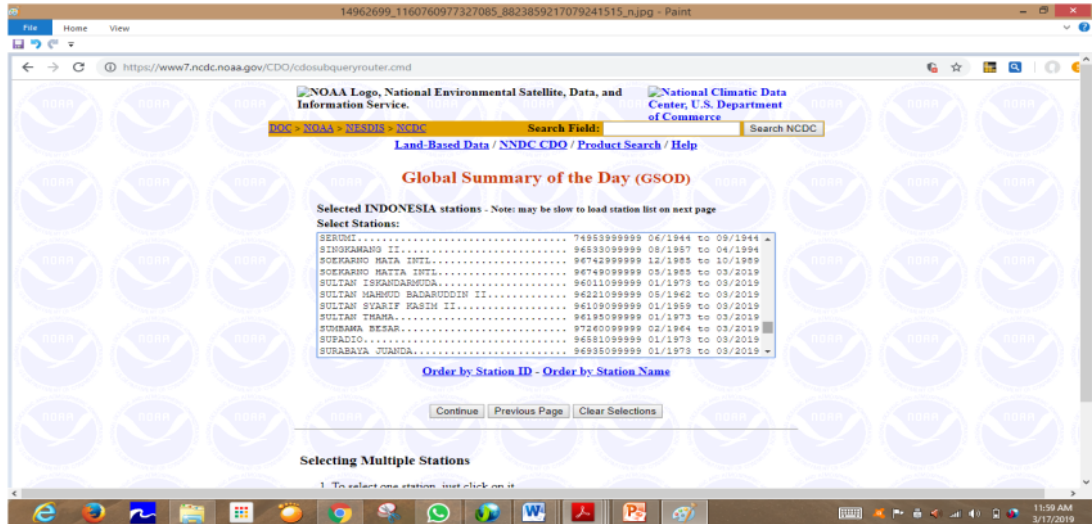 14962699_1160760977327085_8823859217079241515_n.jpg - Paint
File Home View
https://www7.ncdc.noaa.gov/CDO/cdosubqueryrouter.cmd
NOAA Logo, National Environmental Satellite, Data, and
Information Service.
National Climatic Data
Center, U.S. Department
of Commerce
DOC > NOAA > NESDIS > NCDC Search Field: Search NCDC
Land-Based Data / NNDC CDO / Product Search / Help
Global Summary of the Day (GSOD)
Selected INDONESIA stations - Note: may be slow to load station list on next page
Select Stations:
SERUMI.................................. 74953999999 06/1944 to 09/1944
SINGKAWANG II........................... 96533099999 08/1957 to 04/1994
SOEKARNO MATA INTL...................... 96742999999 12/1985 to 10/1989
SOEKARNO MATTA INTL..................... 96749099999 05/1985 to 03/2019
SULTAN ISKANDARMUDA..................... 96011099999 01/1973 to 03/2019
SULTAN MAHMUD BADARUDDIN II............. 96221099999 05/1962 to 03/2019
SULTAN SYARIF KASIM II.................. 96109099999 01/1959 to 03/2019
SULTAN THAHA............................ 96195099999 01/1973 to 03/2019
SUMBAWA BESAR........................... 97260099999 02/1964 to 03/2019
SUPADIO................................. 96581099999 01/1973 to 03/2019
SURABAYA JUANDA......................... 96935099999 01/1973 to 03/2019
Order by Station ID - Order by Station Name
Continue Previous Page Clear Selections
Selecting Multiple Stations
1. To select one station, just click on it
11:59 AM
3/17/2019